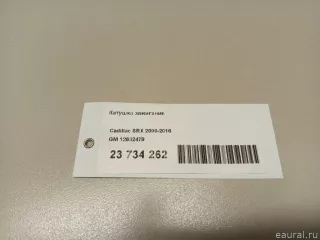 Катушка зажигания
Cadillac SRX 2009-2016
GM 12632479
23 734 262
eaural.ru